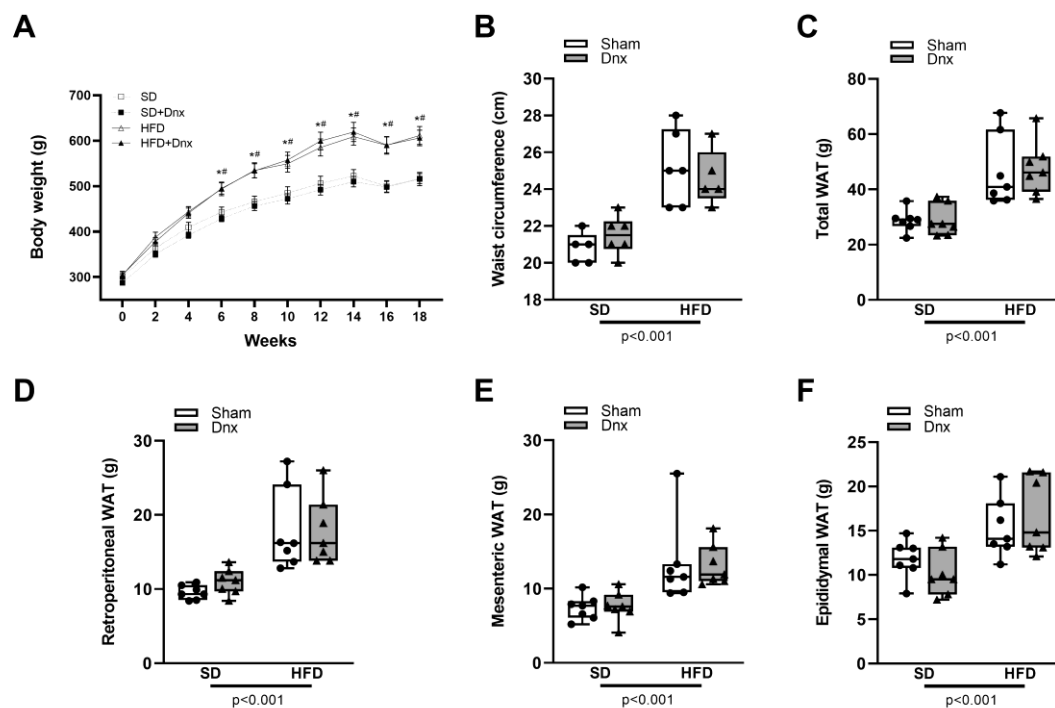 A
SD
SD+Dnx
HFD
HFD+Dnx
700
600
500
400
300
Body weight (g)
*#
*#
*#
*#
*#
*#
*#
0 2 4 6 8 10 12 14 16 18
Weeks
B
Sham
Dnx
30
28
26
24
22
20
18
Waist circumference (cm)
SD HFD
p<0.001
C
Sham
Dnx
80
60
40
20
0
Total WAT (g)
SD HFD
p<0.001
D
Sham
Dnx
30
20
10
0
Retroperitoneal WAT (g)
SD HFD
p<0.001
E
Sham
Dnx
30
20
10
0
Mesenteric WAT (g)
SD HFD
p<0.001
F
Sham
Dnx
25
20
15
10
5
0
Epididymal WAT (g)
SD HFD
p<0.001